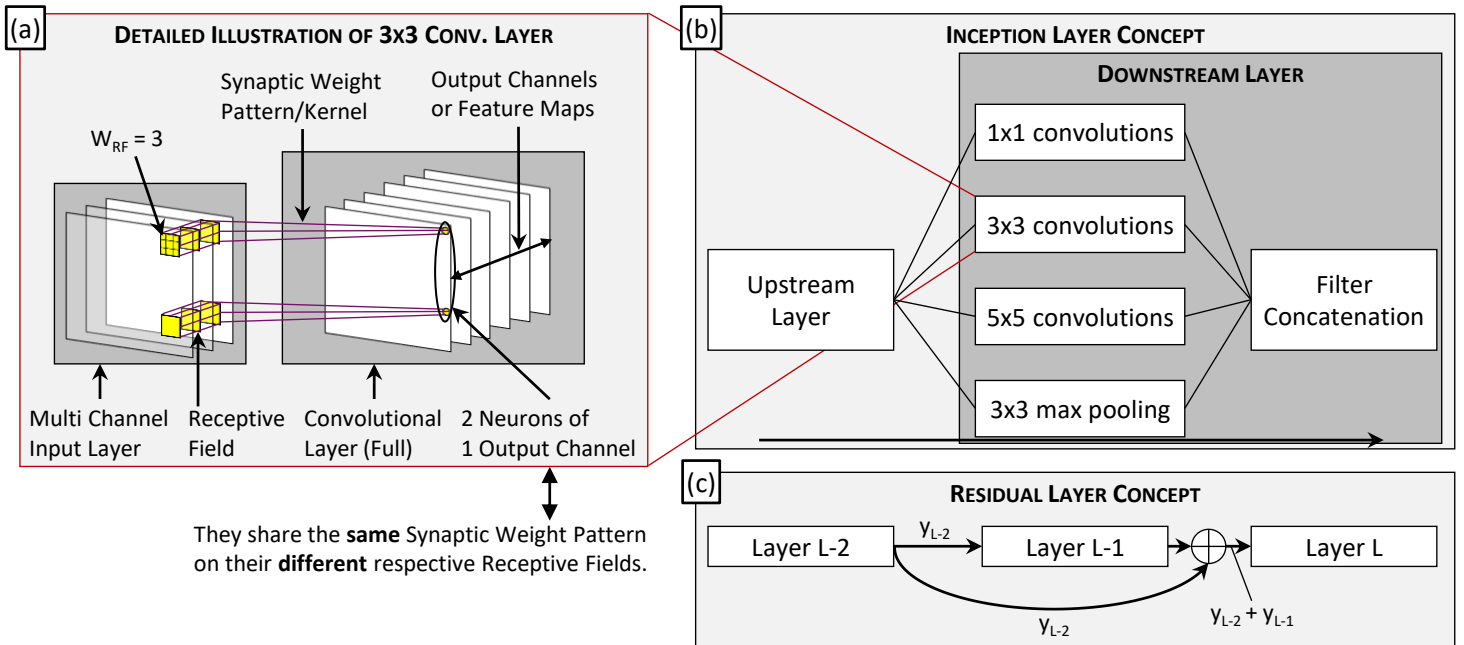 (a)
DETAILED ILLUSTRATION OF 3X3 CONV. LAYER
Synaptic Weight
Pattern/Kernel
Output Channels
or Feature Maps
W_RF = 3
Multi Channel
Input Layer
Receptive
Field
Convolutional
Layer (Full)
2 Neurons of
1 Output Channel
They share the same Synaptic Weight Pattern
on their different respective Receptive Fields.
(b)
INCEPTION LAYER CONCEPT
DOWNSTREAM LAYER
1x1 convolutions
3x3 convolutions
Upstream
Layer
5x5 convolutions
Filter
Concatenation
3x3 max pooling
(c)
RESIDUAL LAYER CONCEPT
y_L-2
Layer L-2
Layer L-1
Layer L
y_L-2
y_L-2 + y_L-1